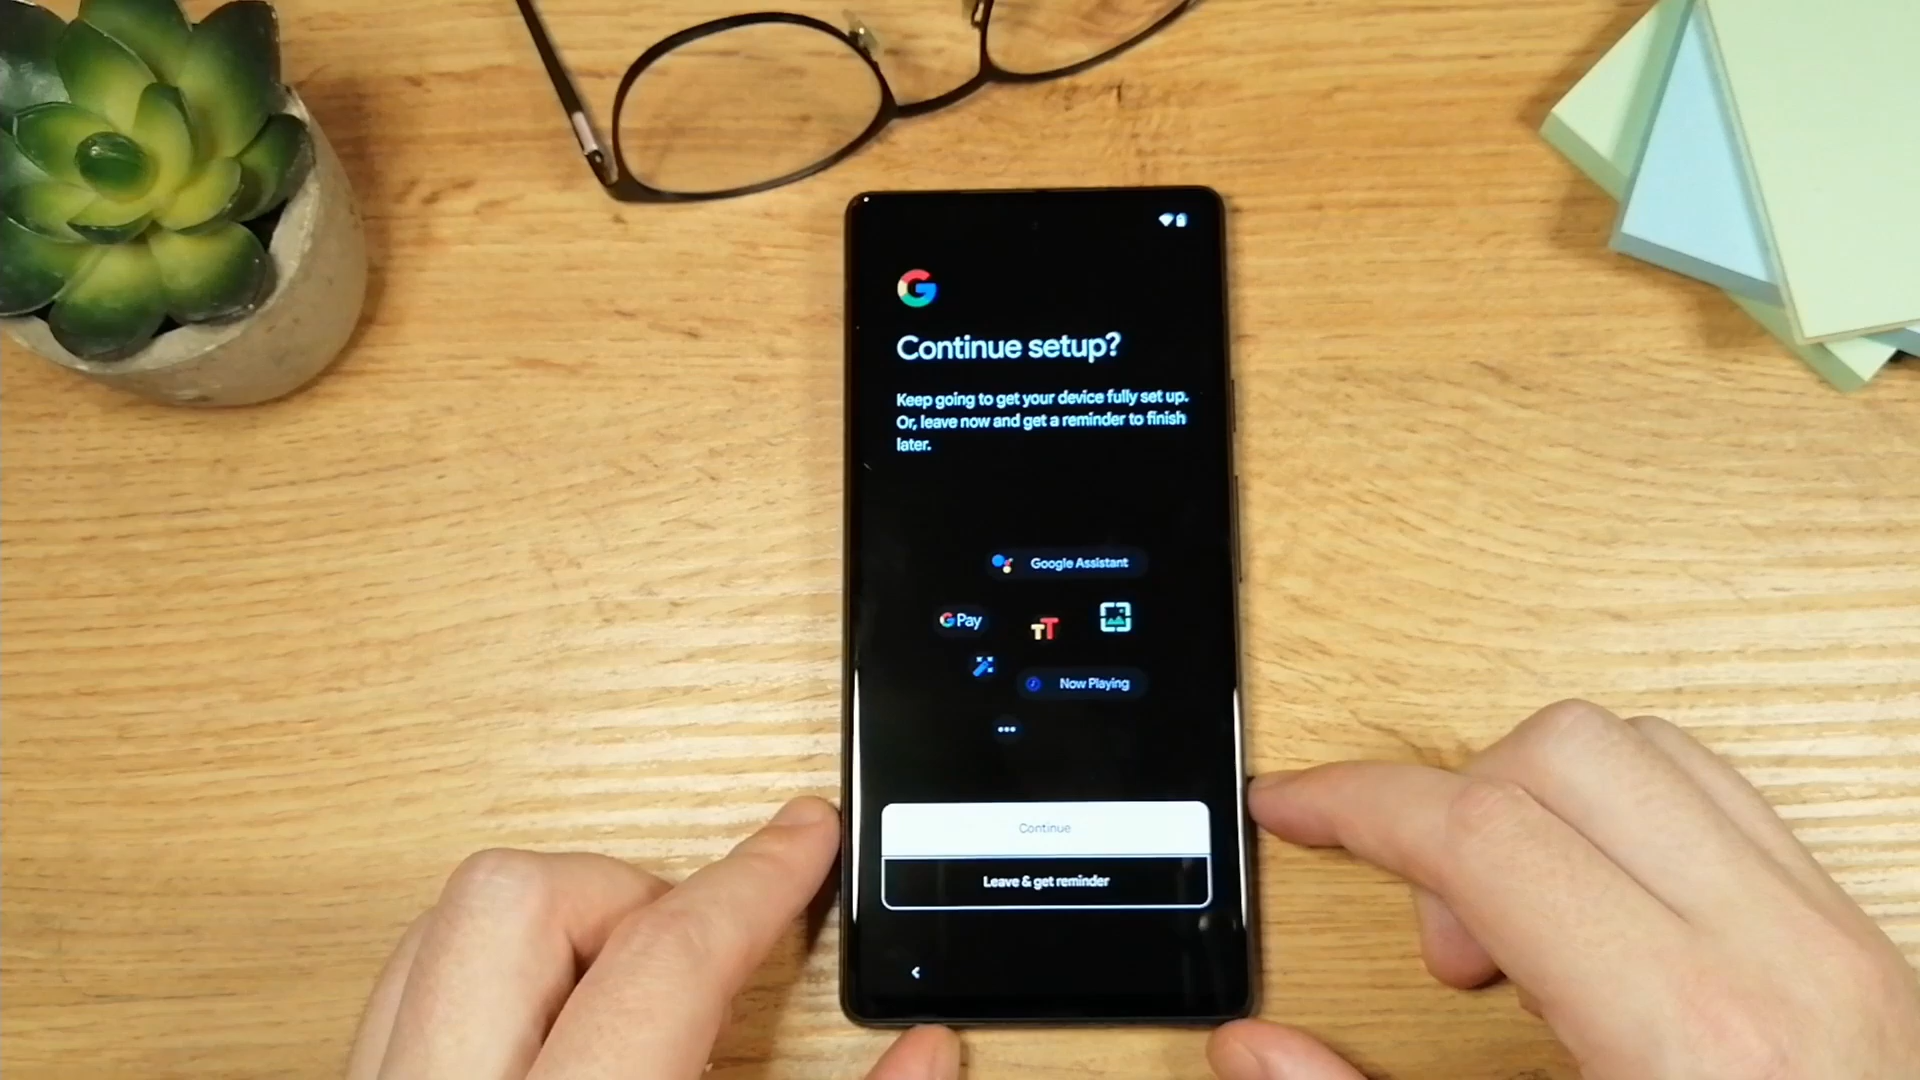 Continue setup?
Keep going to get your device fully set up.
Or, leave now and get a reminder to finish
later.
Google Assistant
G Pay
TT
Now Playing
Continue
Leave & get reminder